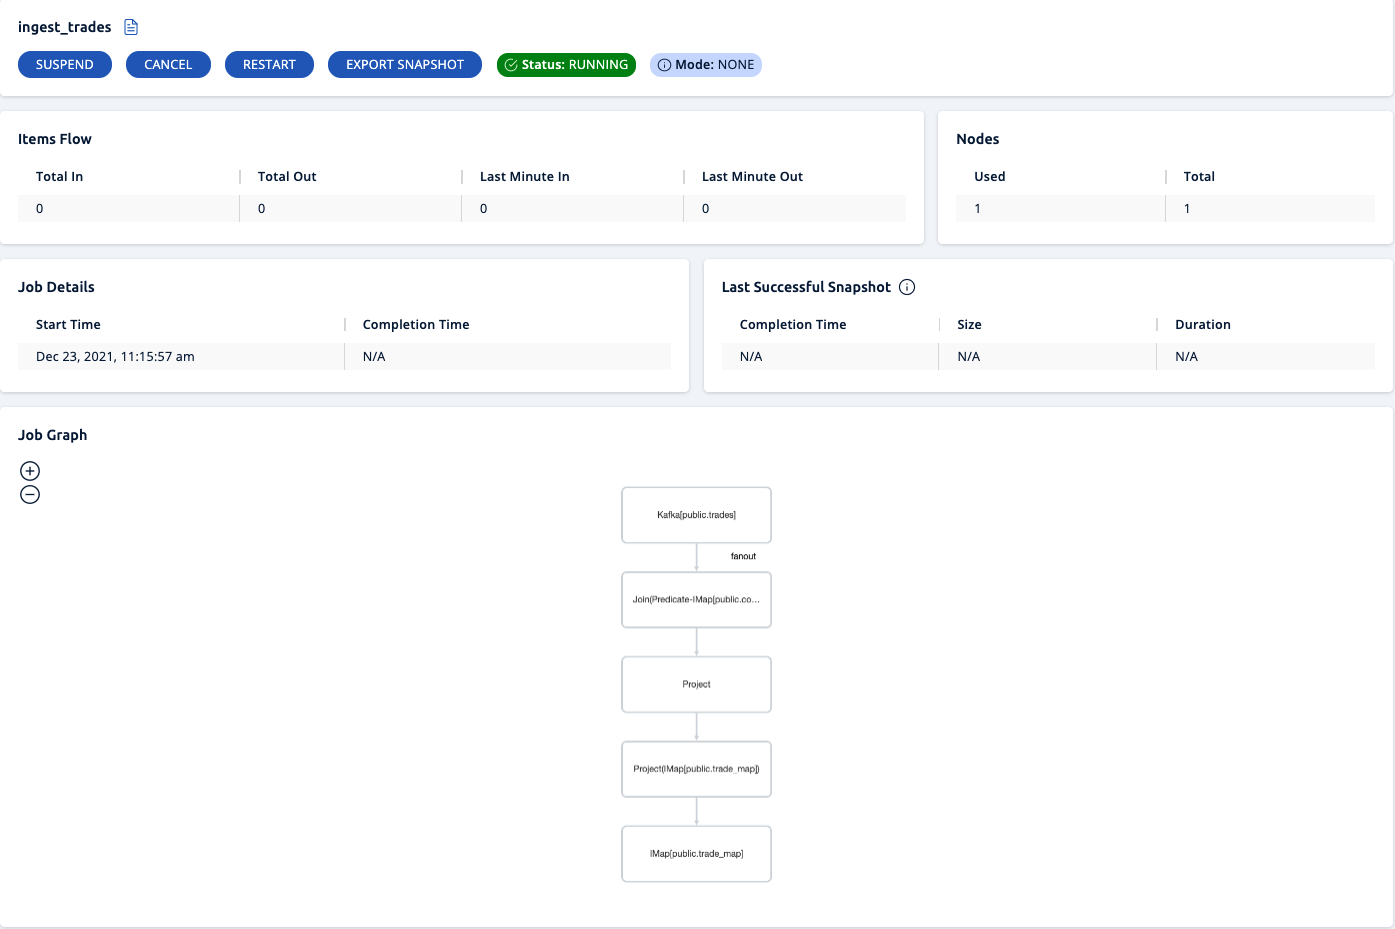 ingest_trades
SUSPEND CANCEL RESTART EXPORT SNAPSHOT Status: RUNNING Mode: NONE
Items Flow
Total In Total Out Last Minute In Last Minute Out
0 0 0 0
Nodes
Used Total
1 1
Job Details
Start Time Completion Time
Dec 23, 2021, 11:15:57 am N/A
Last Successful Snapshot
Completion Time Size Duration
N/A N/A N/A
Job Graph
Kafka[public.trades]
fanout
Join(Predicate-IMap[public.co...
Project
Project(IMap[public.trade_map])
IMap[public.trade_map]